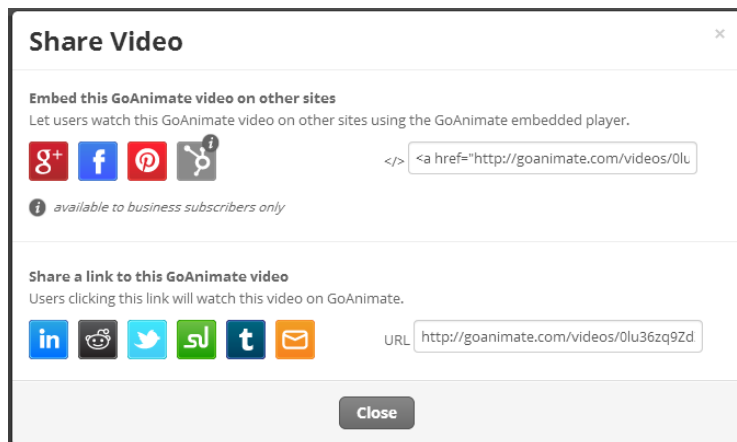 Share Video
×
Embed this GoAnimate video on other sites
Let users watch this GoAnimate video on other sites using the GoAnimate embedded player.
g+ f i </> <a href="http://goanimate.com/videos/0lu
i available to business subscribers only
Share a link to this GoAnimate video
Users clicking this link will watch this video on GoAnimate.
in t URL http://goanimate.com/videos/0lu36zq9Zd
Close